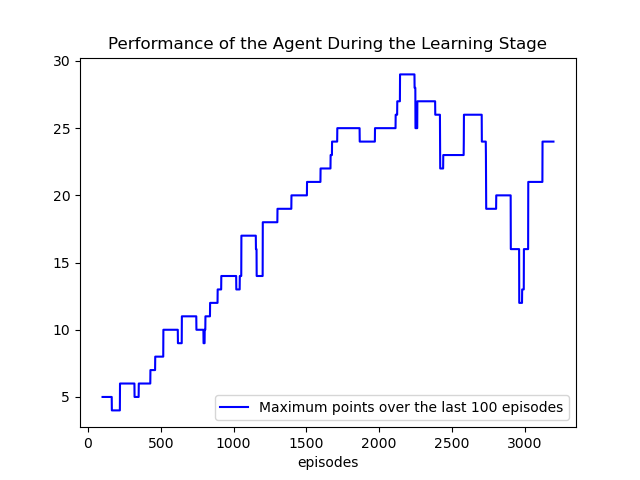 Performance of the Agent During the Learning Stage
30
25
20
15
10
5
Maximum points over the last 100 episodes
0 500 1000 1500 2000 2500 3000
episodes